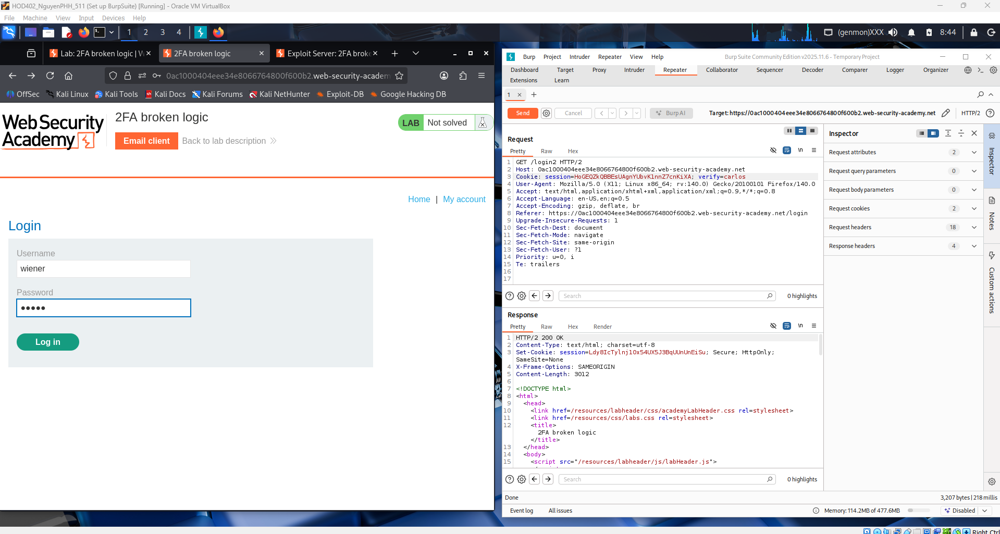 HOD402_NguyenPHH_511 (Set up BurpSuite) [Running] - Oracle VM VirtualBox
File Machine View Input Devices Help
1 2 3 4
(genmon)XXX 8:44
Lab: 2FA broken logic | W
2FA broken logic
Exploit Server: 2FA broke
0ac1000404eee34e8066764800f600b2.web-security-academ
OffSec Kali Linux Kali Tools Kali Docs Kali Forums Kali NetHunter Exploit-DB Google Hacking DB
WebSecurity
Academy
2FA broken logic
Email client
Back to lab description
LAB Not solved
Home | My account
Login
Username
wiener
Password
•••••
Log in
Burp Project Intruder Repeater View Help
Burp Suite Community Edition v2025.11.6 - Temporary Project
Dashboard Target Proxy Intruder Repeater Collaborator Sequencer Decoder Comparer Logger Organizer
Extensions Learn
1
Send Cancel Burp AI
Target: https://0ac1000404eee34e8066764800f600b2.web-security-academy.net
HTTP/2
Request
Pretty Raw Hex
\n
1 GET /login2 HTTP/2
2 Host: 0ac1000404eee34e8066764800f600b2.web-security-academy.net
3 Cookie: session=HoGEQZkQBBEsUAgnYUbvK1nnZ7cnKiXA; verify=carlos
4 User-Agent: Mozilla/5.0 (X11; Linux x86_64; rv:140.0) Gecko/20100101 Firefox/140.0
5 Accept: text/html,application/xhtml+xml,application/xml;q=0.9,*/*;q=0.8
6 Accept-Language: en-US,en;q=0.5
7 Accept-Encoding: gzip, deflate, br
8 Referer: https://0ac1000404eee34e8066764800f600b2.web-security-academy.net/login
9 Upgrade-Insecure-Requests: 1
10 Sec-Fetch-Dest: document
11 Sec-Fetch-Mode: navigate
12 Sec-Fetch-Site: same-origin
13 Sec-Fetch-User: ?1
14 Priority: u=0, i
15 Te: trailers
16
17
Search
0 highlights
Response
Pretty Raw Hex Render
\n
1 HTTP/2 200 OK
2 Content-Type: text/html; charset=utf-8
3 Set-Cookie: session=Ldy8IcTylnj1Ox54UX5J3BqUUnUnEiSu; Secure; HttpOnly;
SameSite=None
4 X-Frame-Options: SAMEORIGIN
5 Content-Length: 3012
6
7 <!DOCTYPE html>
8 <html>
9 <head>
10 <link href=/resources/labheader/css/academyLabHeader.css rel=stylesheet>
11 <link href=/resources/css/labs.css rel=stylesheet>
12 <title>
2FA broken logic
</title>
13 </head>
14 <body>
15 <script src="/resources/labheader/js/labHeader.js">
Search
0 highlights
Inspector
Request attributes 2
Request query parameters 0
Request body parameters 0
Request cookies 2
Request headers 18
Response headers 4
Inspector
Notes
Custom actions
Done
3,207 bytes | 218 millis
Event log All issues
Memory: 114.2MB of 477.6MB
Disabled
Right Ctrl